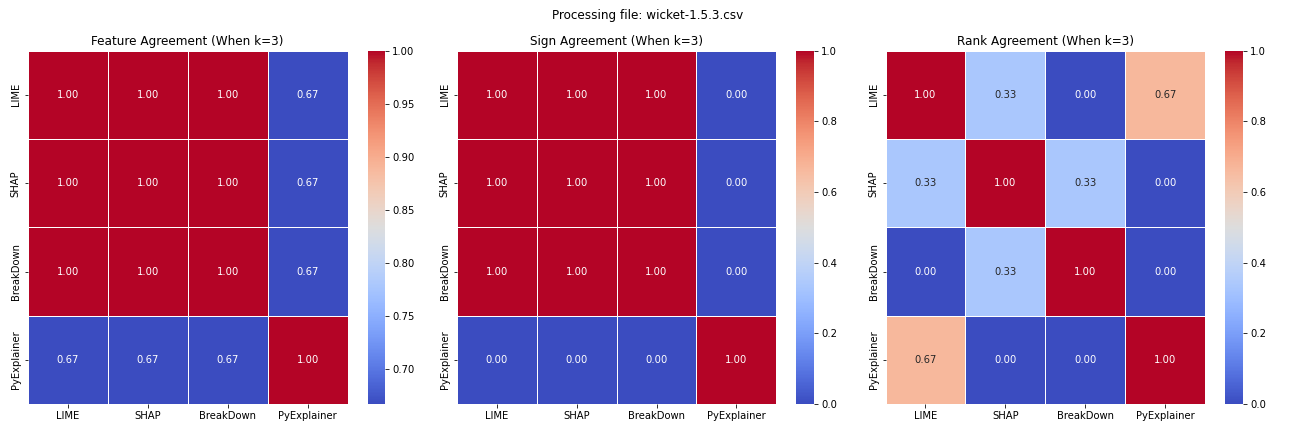 Processing file: wicket-1.5.3.csv
Feature Agreement (When k=3)
LIME 1.00 1.00 1.00 0.67
SHAP 1.00 1.00 1.00 0.67
BreakDown 1.00 1.00 1.00 0.67
PyExplainer 0.67 0.67 0.67 1.00
LIME SHAP BreakDown PyExplainer
1.00
0.95
0.90
0.85
0.80
0.75
0.70
Sign Agreement (When k=3)
LIME 1.00 1.00 1.00 0.00
SHAP 1.00 1.00 1.00 0.00
BreakDown 1.00 1.00 1.00 0.00
PyExplainer 0.00 0.00 0.00 1.00
LIME SHAP BreakDown PyExplainer
1.0
0.8
0.6
0.4
0.2
0.0
Rank Agreement (When k=3)
LIME 1.00 0.33 0.00 0.67
SHAP 0.33 1.00 0.33 0.00
BreakDown 0.00 0.33 1.00 0.00
PyExplainer 0.67 0.00 0.00 1.00
LIME SHAP BreakDown PyExplainer
1.0
0.8
0.6
0.4
0.2
0.0